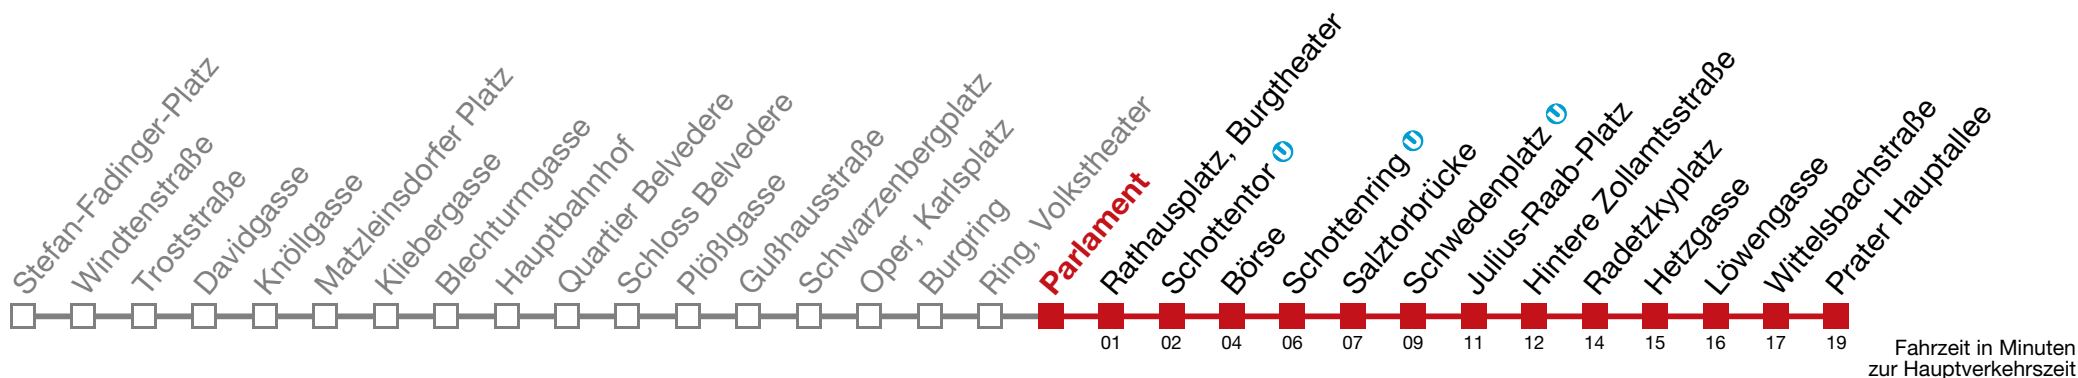 Stefan-Fadinger-Platz
Windtenstraße
Troststraße
Davidgasse
Knöllgasse
Matzleinsdorfer Platz
Kliebergasse
Blechturmgasse
Hauptbahnhof
Quartier Belvedere
Schloss Belvedere
Plößlgasse
Gußhausstraße
Schwarzenbergplatz
Oper, Karlsplatz
Burgring
Ring, Volkstheater
Parlament
Rathausplatz, Burgtheater
Schottentor U
Börse
Schottenring U
Salztorbrücke
Schwedenplatz U
Julius-Raab-Platz
Hintere Zollamtsstraße
Radetzkyplatz
Hetzgasse
Löwengasse
Wittelsbachstraße
Prater Hauptallee
01 02 04 06 07 09 11 12 14 15 16 17 19
Fahrzeit in Minuten
zur Hauptverkehrszeit